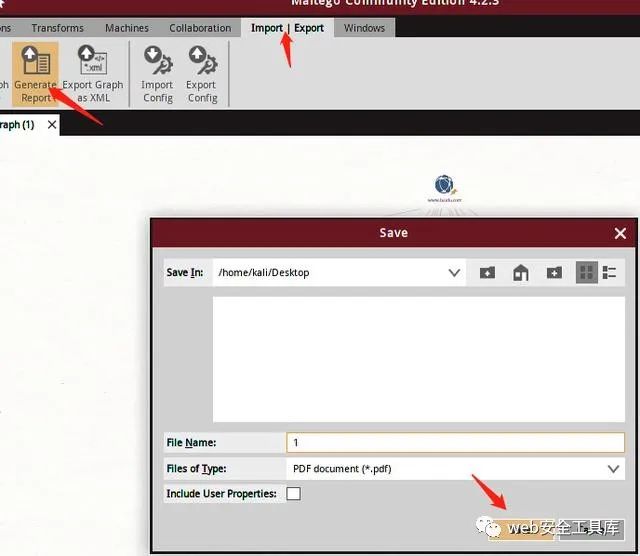 Maltego Community Edition 4.2.3
ons Transforms Machines Collaboration Import | Export Windows
ph Generate Report Export Graph as XML Import Config Export Config
raph (1)
www.baidu.com
Save
Save In: /home/kali/Desktop
File Name: 1
Files of Type: PDF document (*.pdf)
Include User Properties:
web安全工具库